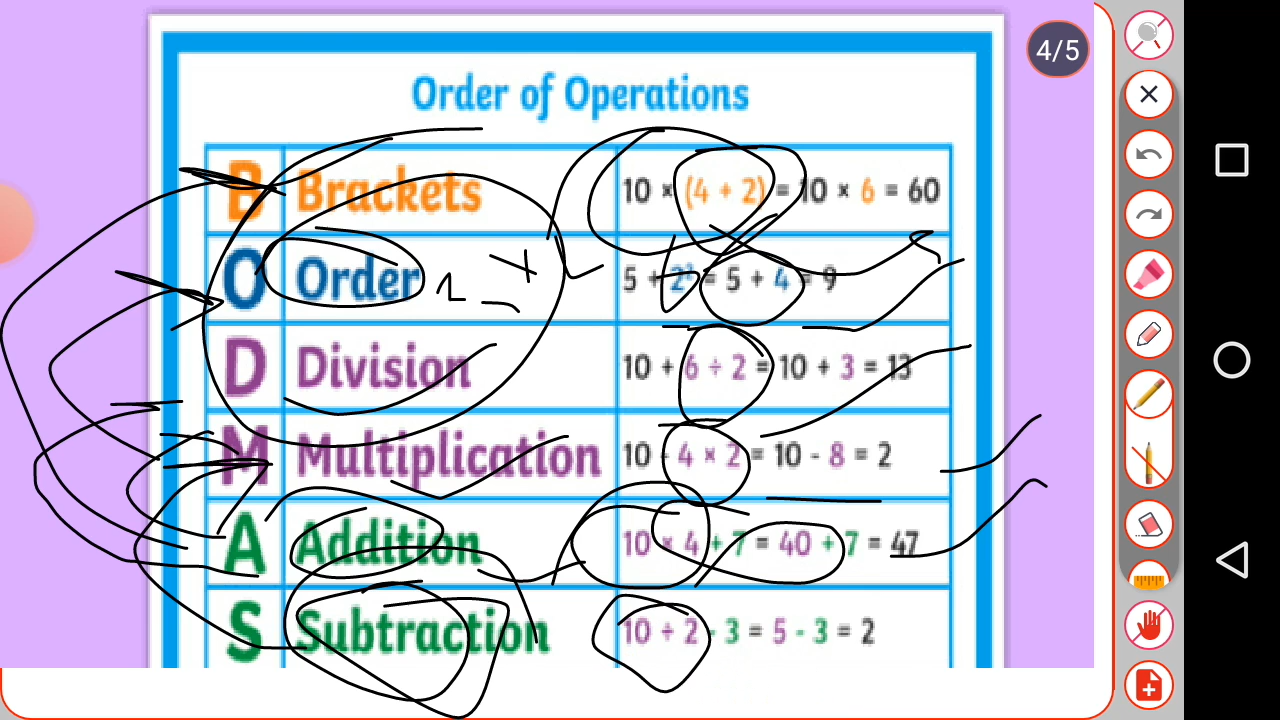 4/5
Order of Operations
B Brackets 10 × (4 + 2) = 10 × 6 = 60
O Order 5 + 2² = 5 + 4 = 9
D Division 10 + 6 ÷ 2 = 10 + 3 = 13
M Multiplication 10 - 4 × 2 = 10 - 8 = 2
A Addition 10 × 4 + 7 = 40 + 7 = 47
S Subtraction 10 ÷ 2 - 3 = 5 - 3 = 2